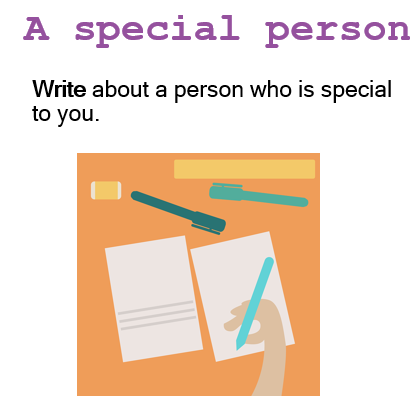 A special person
Write about a person who is special
to you.